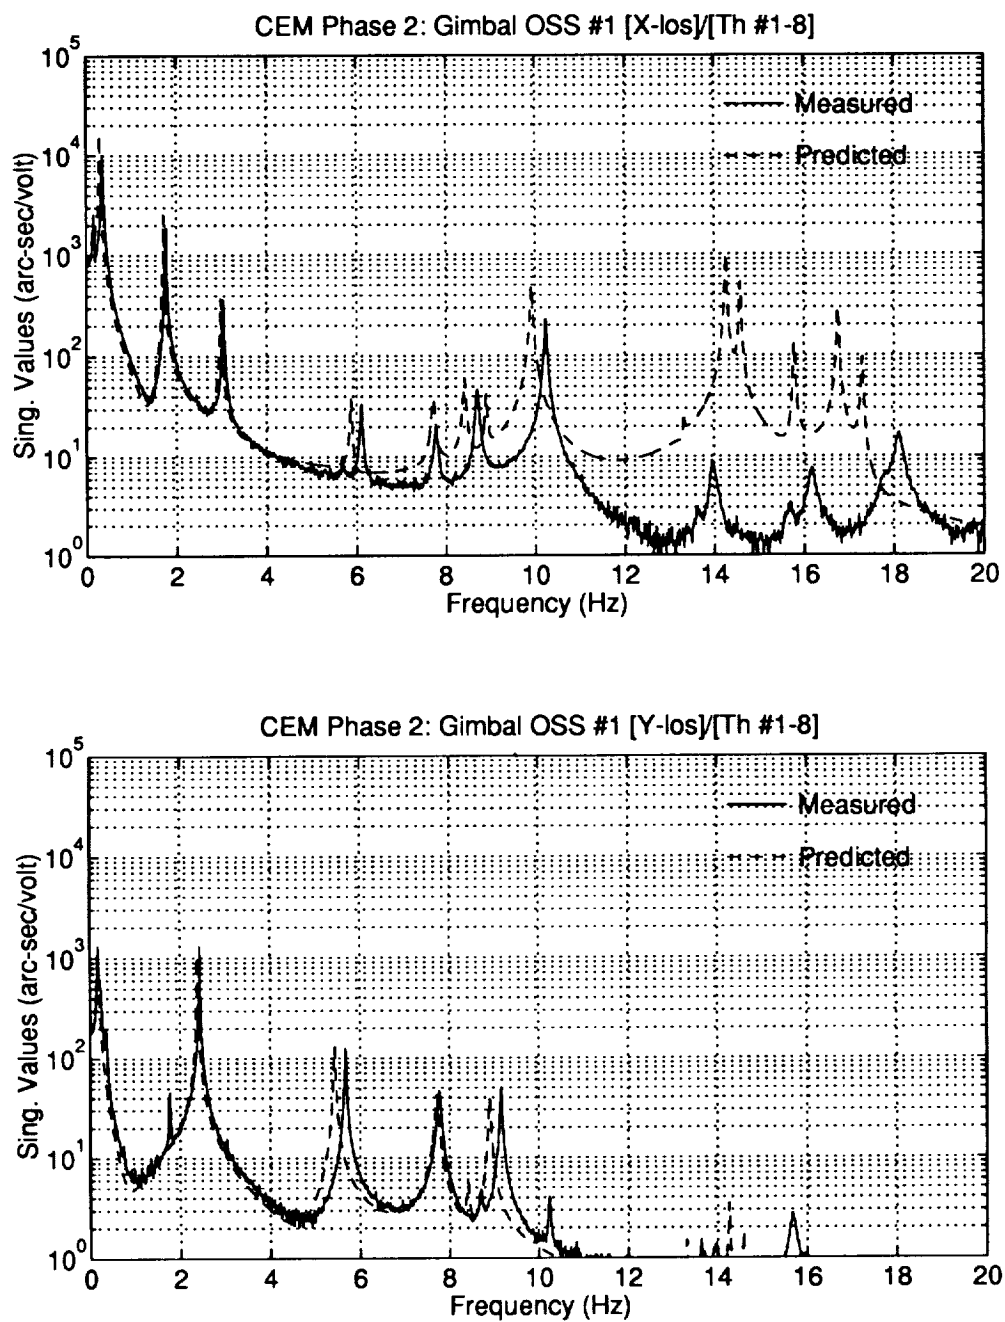 CEM Phase 2: Gimbal OSS #1 [X-los]/[Th #1-8]
10^5
10^4
10^3
10^2
10^1
10^0
Sing. Values (arc-sec/volt)
Measured
Predicted
0 2 4 6 8 10 12 14 16 18 20
Frequency (Hz)
CEM Phase 2: Gimbal OSS #1 [Y-los]/[Th #1-8]
10^5
10^4
10^3
10^2
10^1
10^0
Sing. Values (arc-sec/volt)
Measured
Predicted
0 2 4 6 8 10 12 14 16 18 20
Frequency (Hz)